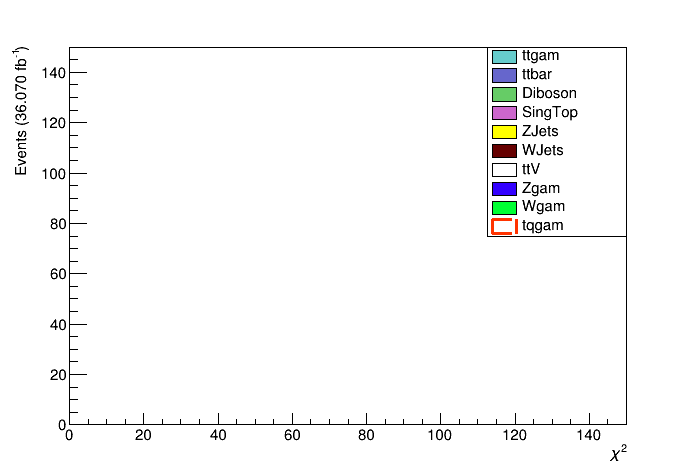 Events (36.070 fb⁻¹)
140
120
100
80
60
40
20
0
ttgam
ttbar
Diboson
SingTop
ZJets
WJets
ttV
Zgam
Wgam
tqgam
0 20 40 60 80 100 120 140
χ²